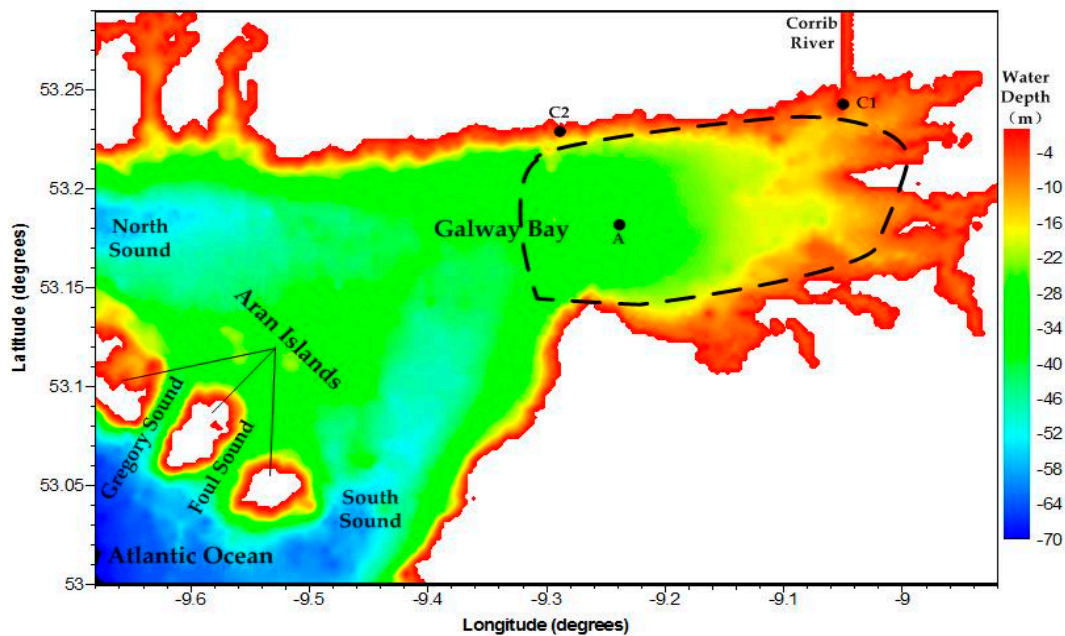 Corrib
River
Water
Depth
(m)
C2
C1
A
North
Sound
Galway Bay
Aran Islands
Gregory Sound
Foul Sound
South
Sound
Atlantic Ocean
53.25
53.2
53.15
53.1
53.05
53
Latitude (degrees)
-9.6
-9.5
-9.4
-9.3
-9.2
-9.1
-9
Longitude (degrees)
-4
-10
-16
-22
-28
-34
-40
-46
-52
-58
-64
-70